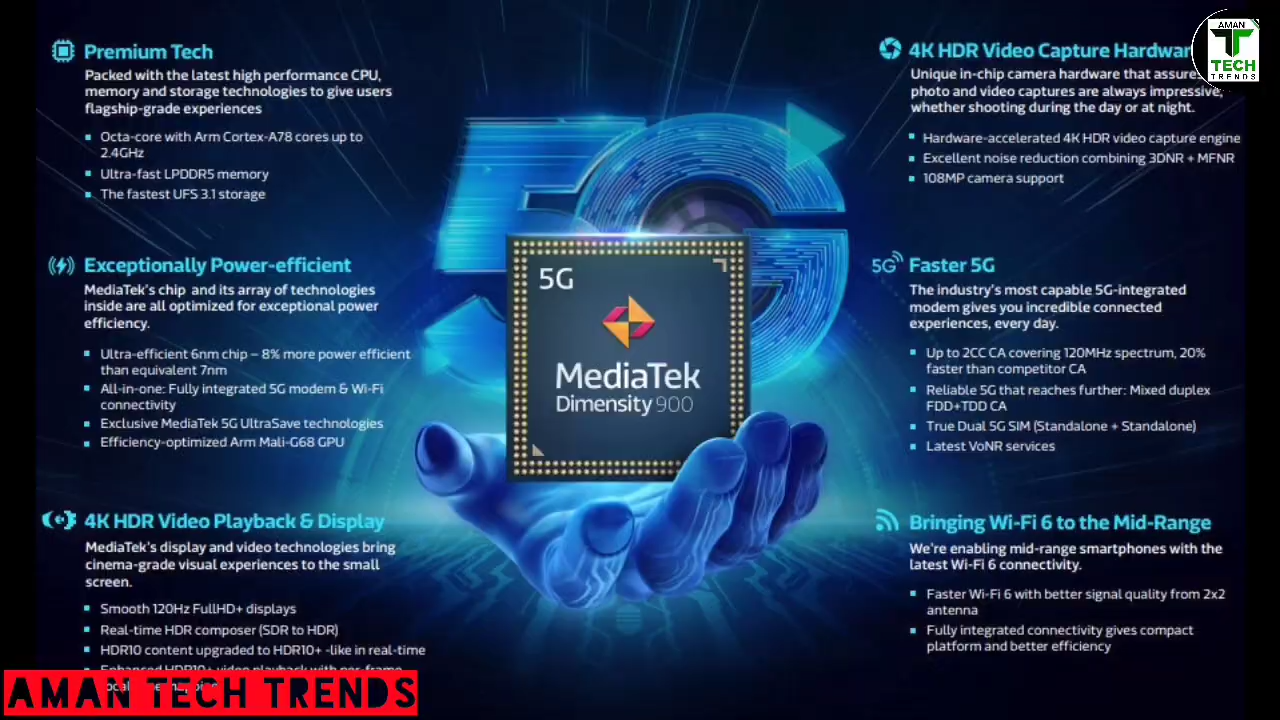 Premium Tech
Packed with the latest high performance CPU,
memory and storage technologies to give users
flagship-grade experiences
Octa-core with Arm Cortex-A78 cores up to
2.4GHz
Ultra-fast LPDDR5 memory
The fastest UFS 3.1 storage
Exceptionally Power-efficient
MediaTek's chip and its array of technologies
inside are all optimized for exceptional power
efficiency.
Ultra-efficient 6nm chip – 8% more power efficient
than equivalent 7nm
All-in-one: Fully integrated 5G modem & Wi-Fi
connectivity
Exclusive MediaTek 5G UltraSave technologies
Efficiency-optimized Arm Mali-G68 GPU
4K HDR Video Playback & Display
MediaTek's display and video technologies bring
cinema-grade visual experiences to the small
screen.
Smooth 120Hz FullHD+ displays
Real-time HDR composer (SDR to HDR)
HDR10 content upgraded to HDR10+ -like in real-time
Enhanced HDR10+ video playback with per-frame
AMAN TECH TRENDS
5G
5G
MediaTek
Dimensity 900
4K HDR Video Capture Hardwar
Unique in-chip camera hardware that assures
photo and video captures are always impressive,
whether shooting during the day or at night.
Hardware-accelerated 4K HDR video capture engine
Excellent noise reduction combining 3DNR + MFNR
108MP camera support
5G Faster 5G
The industry's most capable 5G-integrated
modem gives you incredible connected
experiences, every day.
Up to 2CC CA covering 120MHz spectrum, 20%
faster than competitor CA
Reliable 5G that reaches further: Mixed duplex
FDD+TDD CA
True Dual 5G SIM (Standalone + Standalone)
Latest VoNR services
Bringing Wi-Fi 6 to the Mid-Range
We're enabling mid-range smartphones with the
latest Wi-Fi 6 connectivity.
Faster Wi-Fi 6 with better signal quality from 2x2
antenna
Fully integrated connectivity gives compact
platform and better efficiency
AMAN
TECH
TRENDS